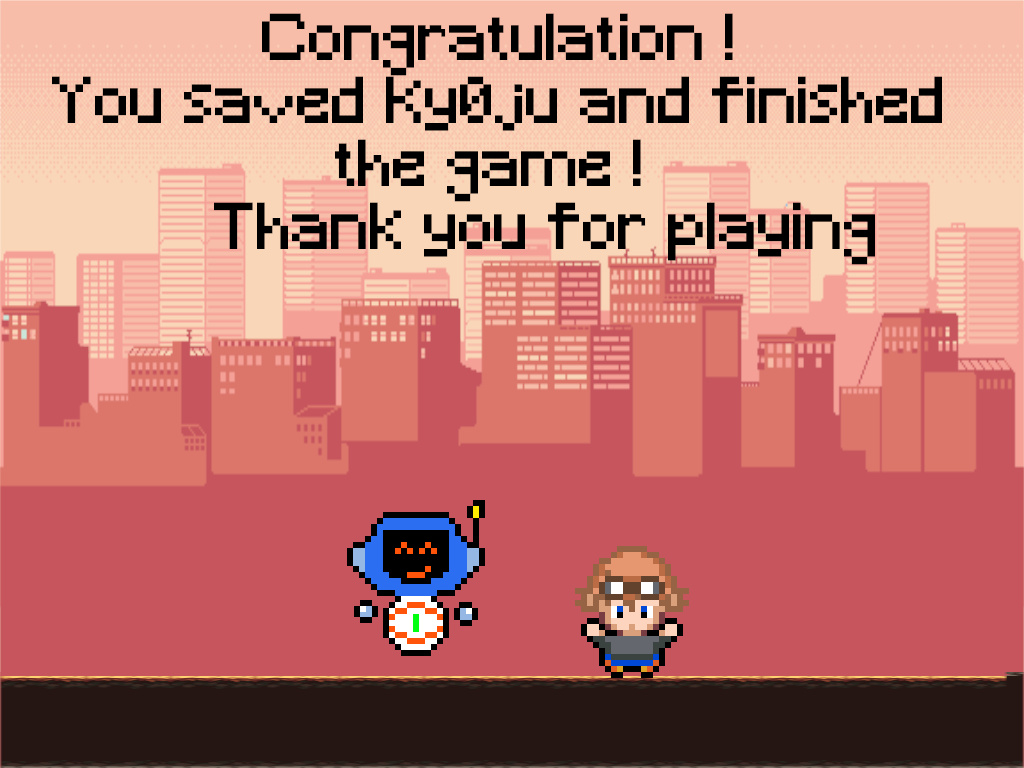 Congratulation !
You saved Ky0ju and finished
the game !
Thank you for playing